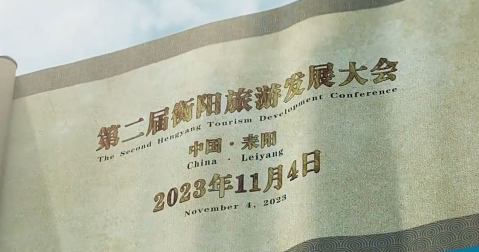 第二届衡阳旅游发展大会
The Second Hengyang Tourism Development Conference
中国·耒阳
China . Leiyang
2023年11月4日
November 4, 2023